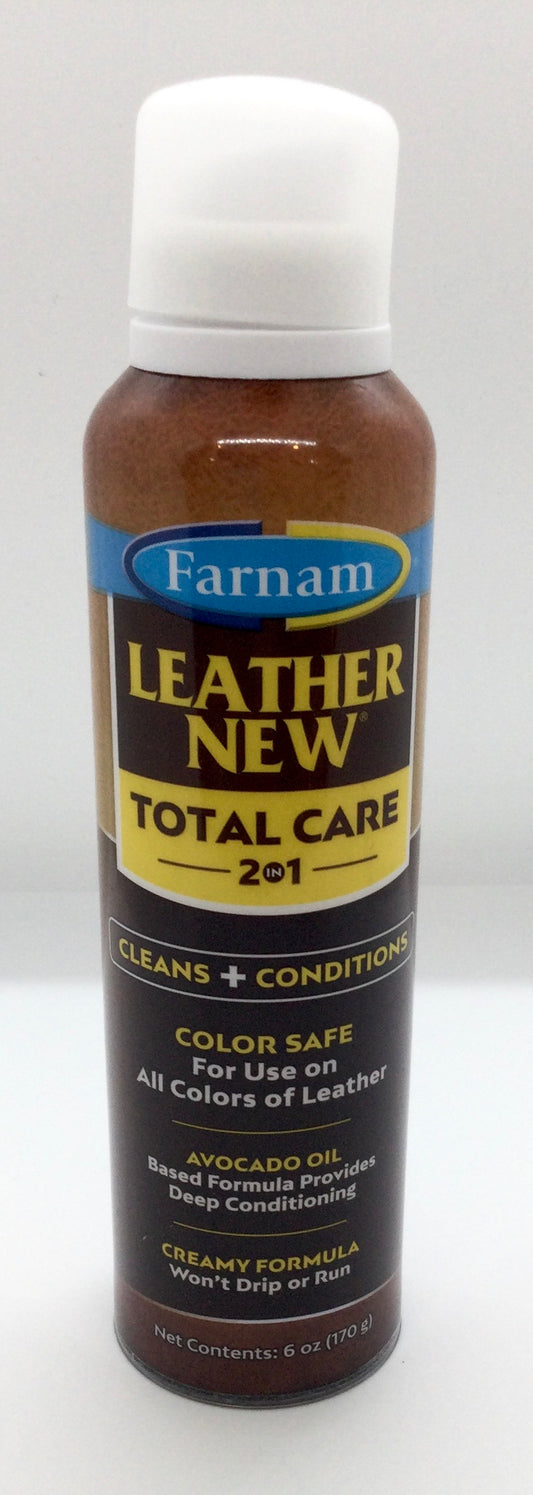 Farnam
LEATHER
NEW®
TOTAL CARE
2 IN 1
CLEANS + CONDITIONS
COLOR SAFE
For Use on
All Colors of Leather
AVOCADO OIL
Based Formula Provides
Deep Conditioning
CREAMY FORMULA
Won't Drip or Run
Net Contents: 6 oz (170 g)